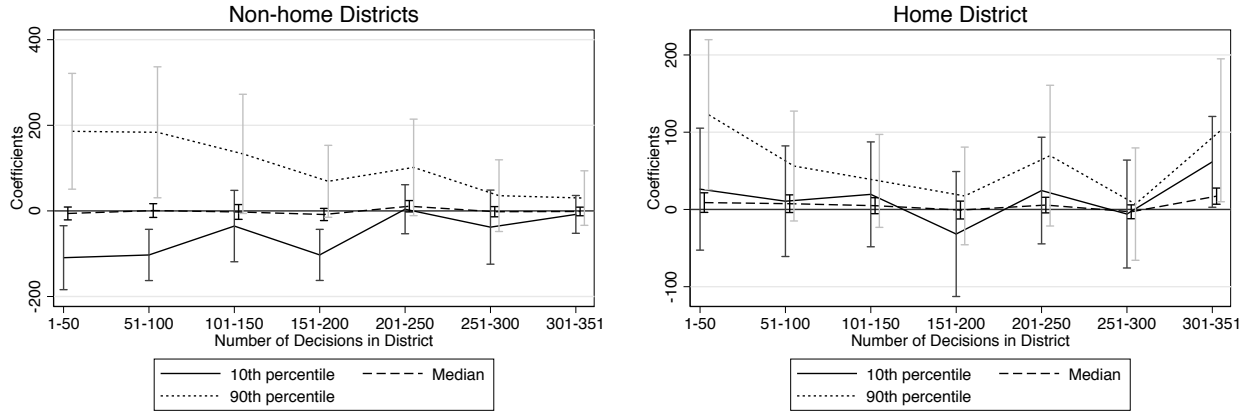 Non-home Districts
Coefficients
400
200
0
-200
1-50 51-100 101-150 151-200 201-250 251-300 301-351
Number of Decisions in District
10th percentile Median
90th percentile
Home District
Coefficients
200
100
0
-100
1-50 51-100 101-150 151-200 201-250 251-300 301-351
Number of Decisions in District
10th percentile Median
90th percentile